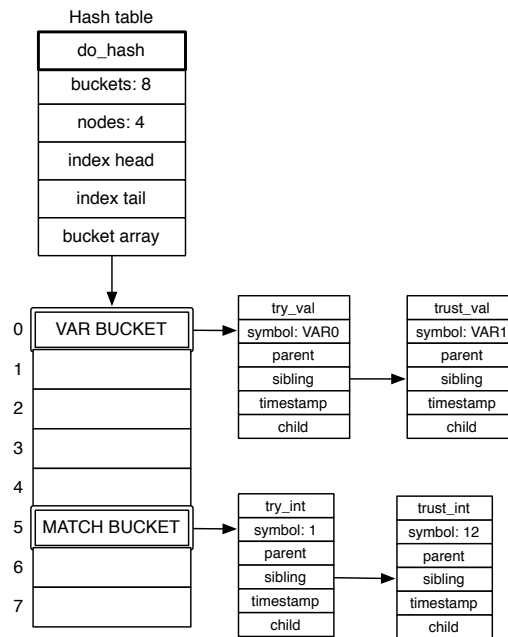 Hash table
do_hash
buckets: 8
nodes: 4
index head
index tail
bucket array
0 VAR BUCKET
1
2
3
4
5 MATCH BUCKET
6
7
try_val
symbol: VAR0
parent
sibling
timestamp
child
trust_val
symbol: VAR1
parent
sibling
timestamp
child
try_int
symbol: 1
parent
sibling
timestamp
child
trust_int
symbol: 12
parent
sibling
timestamp
child